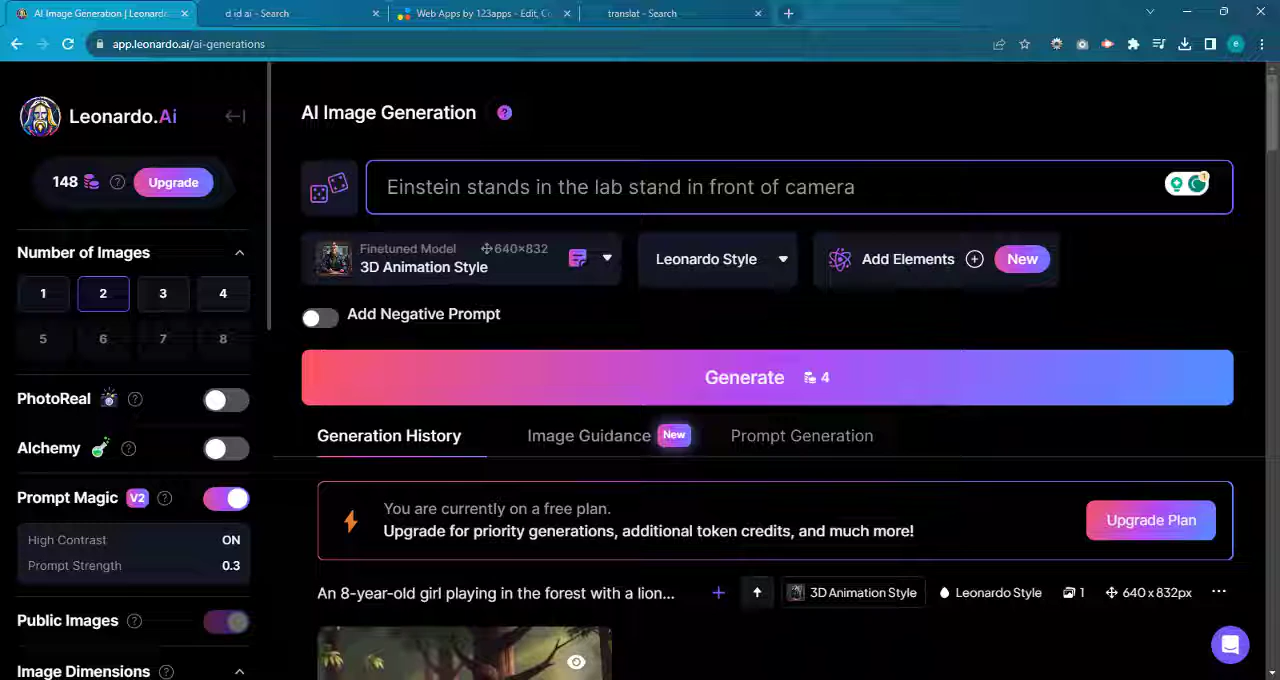 AI Image Generation | Leonardo
d id ai - Search
Web Apps by 123apps - Edit, Co
translat - Search
app.leonardo.ai/ai-generations
e
Leonardo.Ai
148
Upgrade
Number of Images
1 2 3 4
5 6 7 8
PhotoReal
Alchemy
Prompt Magic V2
High Contrast ON
Prompt Strength 0.3
Public Images
Image Dimensions
AI Image Generation
Einstein stands in the lab stand in front of camera
1
Finetuned Model 640×832
3D Animation Style
Leonardo Style
Add Elements New
Add Negative Prompt
Generate 4
Generation History
Image Guidance New
Prompt Generation
You are currently on a free plan.
Upgrade for priority generations, additional token credits, and much more!
Upgrade Plan
An 8-year-old girl playing in the forest with a lion...
3D Animation Style
Leonardo Style
1
640 x 832px